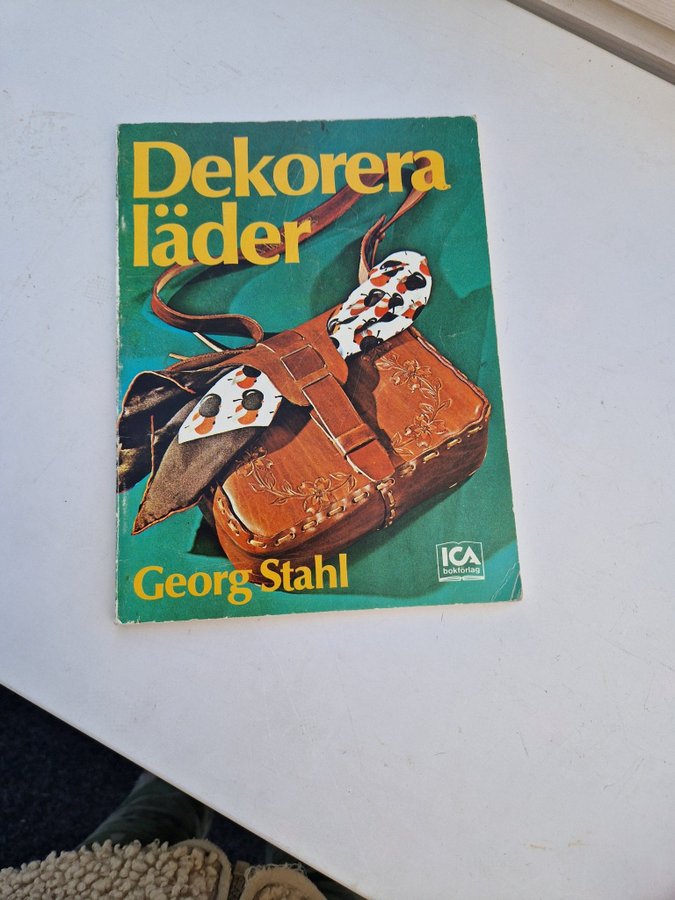 Dekorera
läder
Georg Stahl
ICA
bokförlag